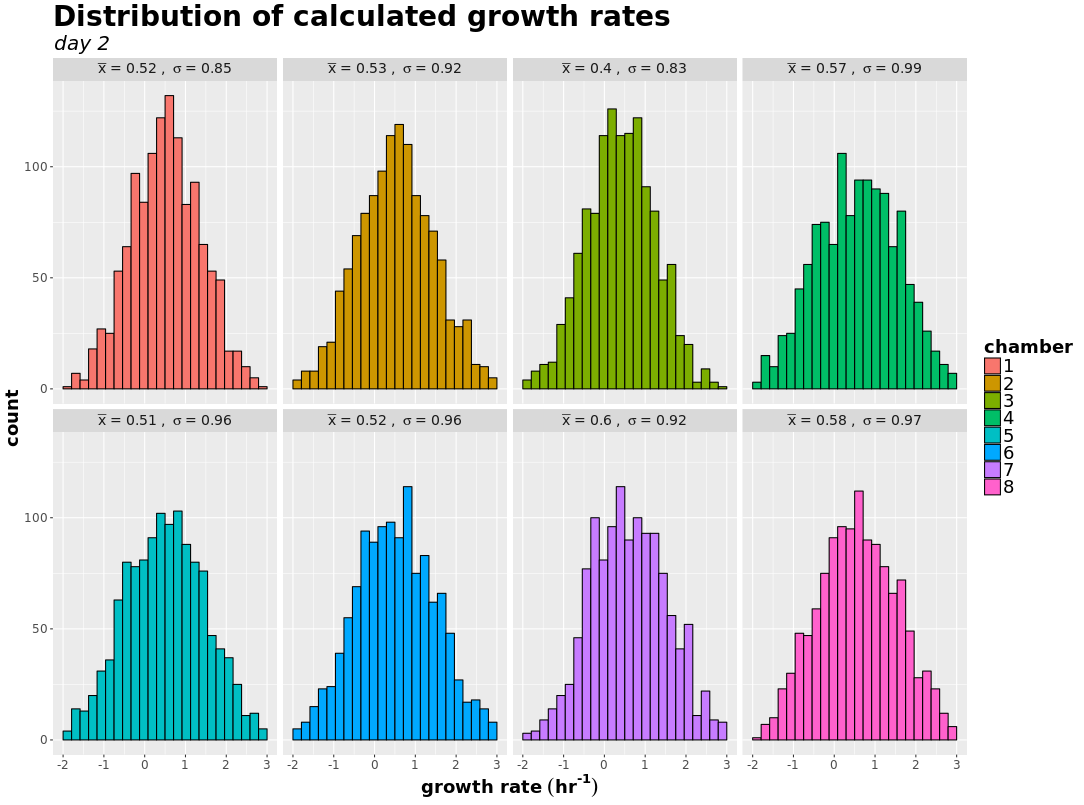 Distribution of calculated growth rates
day 2
x̅ = 0.52 , σ = 0.85
x̅ = 0.53 , σ = 0.92
x̅ = 0.4 , σ = 0.83
x̅ = 0.57 , σ = 0.99
100
50
0
x̅ = 0.51 , σ = 0.96
x̅ = 0.52 , σ = 0.96
x̅ = 0.6 , σ = 0.92
x̅ = 0.58 , σ = 0.97
100
50
0
-2 -1 0 1 2 3
-2 -1 0 1 2 3
-2 -1 0 1 2 3
-2 -1 0 1 2 3
count
growth rate (hr⁻¹)
chamber
1
2
3
4
5
6
7
8